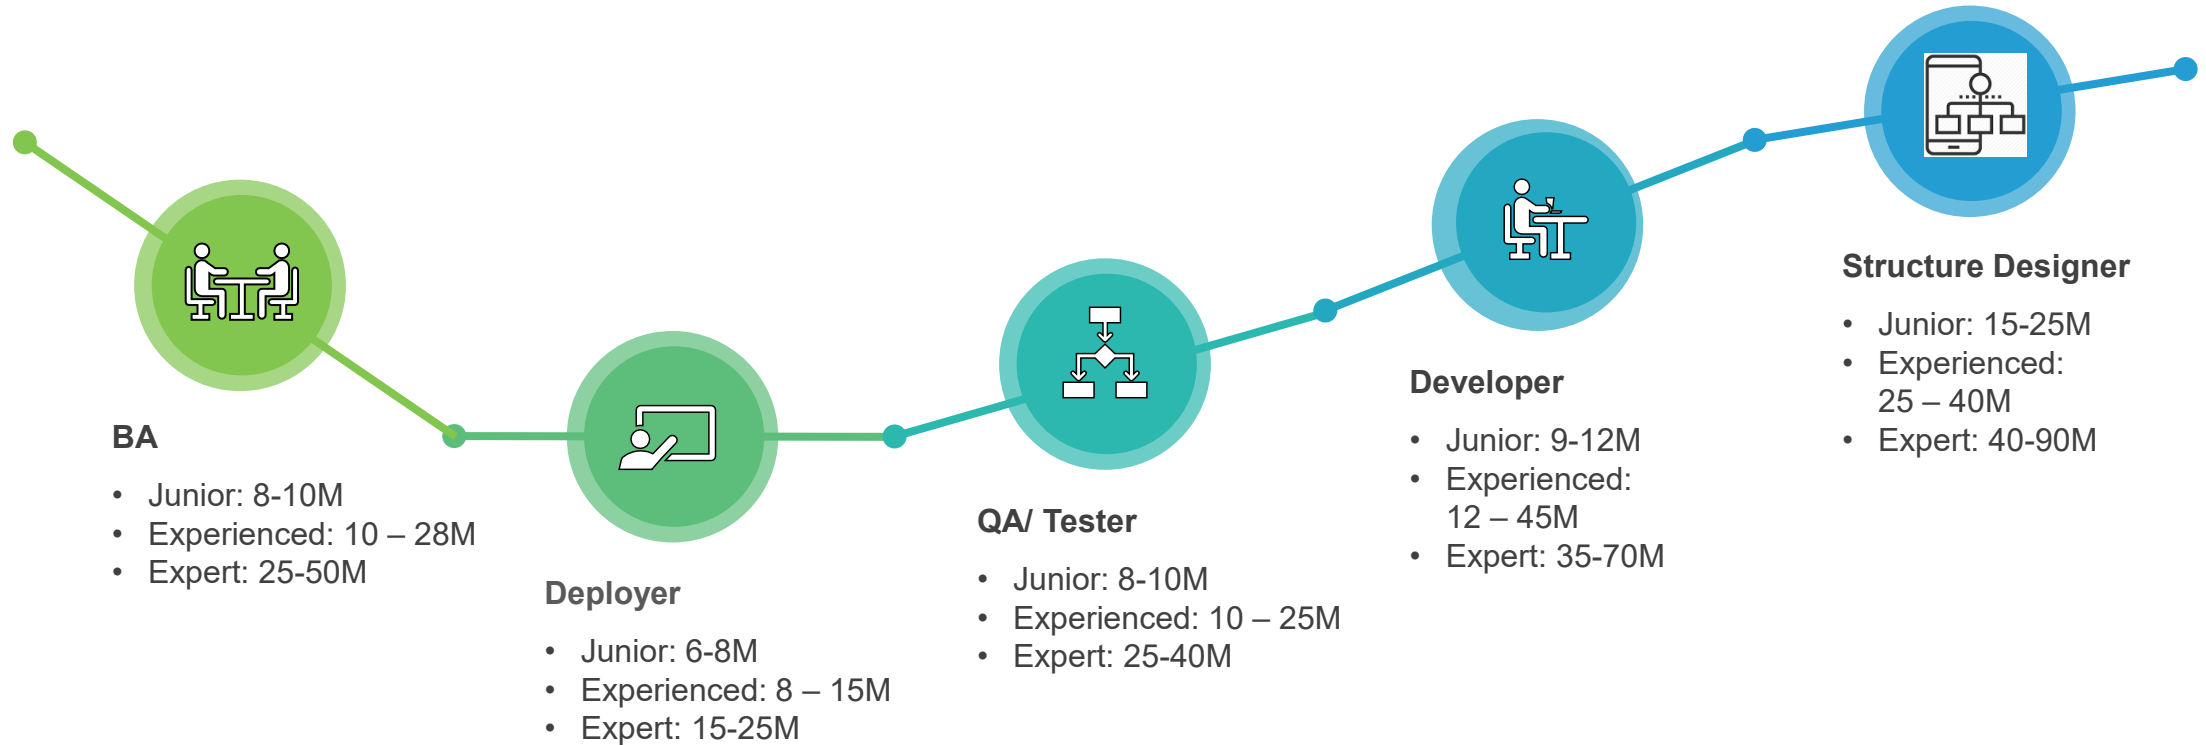 BA
• Junior: 8-10M
• Experienced: 10 – 28M
• Expert: 25-50M
Deployer
• Junior: 6-8M
• Experienced: 8 – 15M
• Expert: 15-25M
QA/ Tester
• Junior: 8-10M
• Experienced: 10 – 25M
• Expert: 25-40M
Developer
• Junior: 9-12M
• Experienced:
12 – 45M
• Expert: 35-70M
Structure Designer
• Junior: 15-25M
• Experienced:
25 – 40M
• Expert: 40-90M